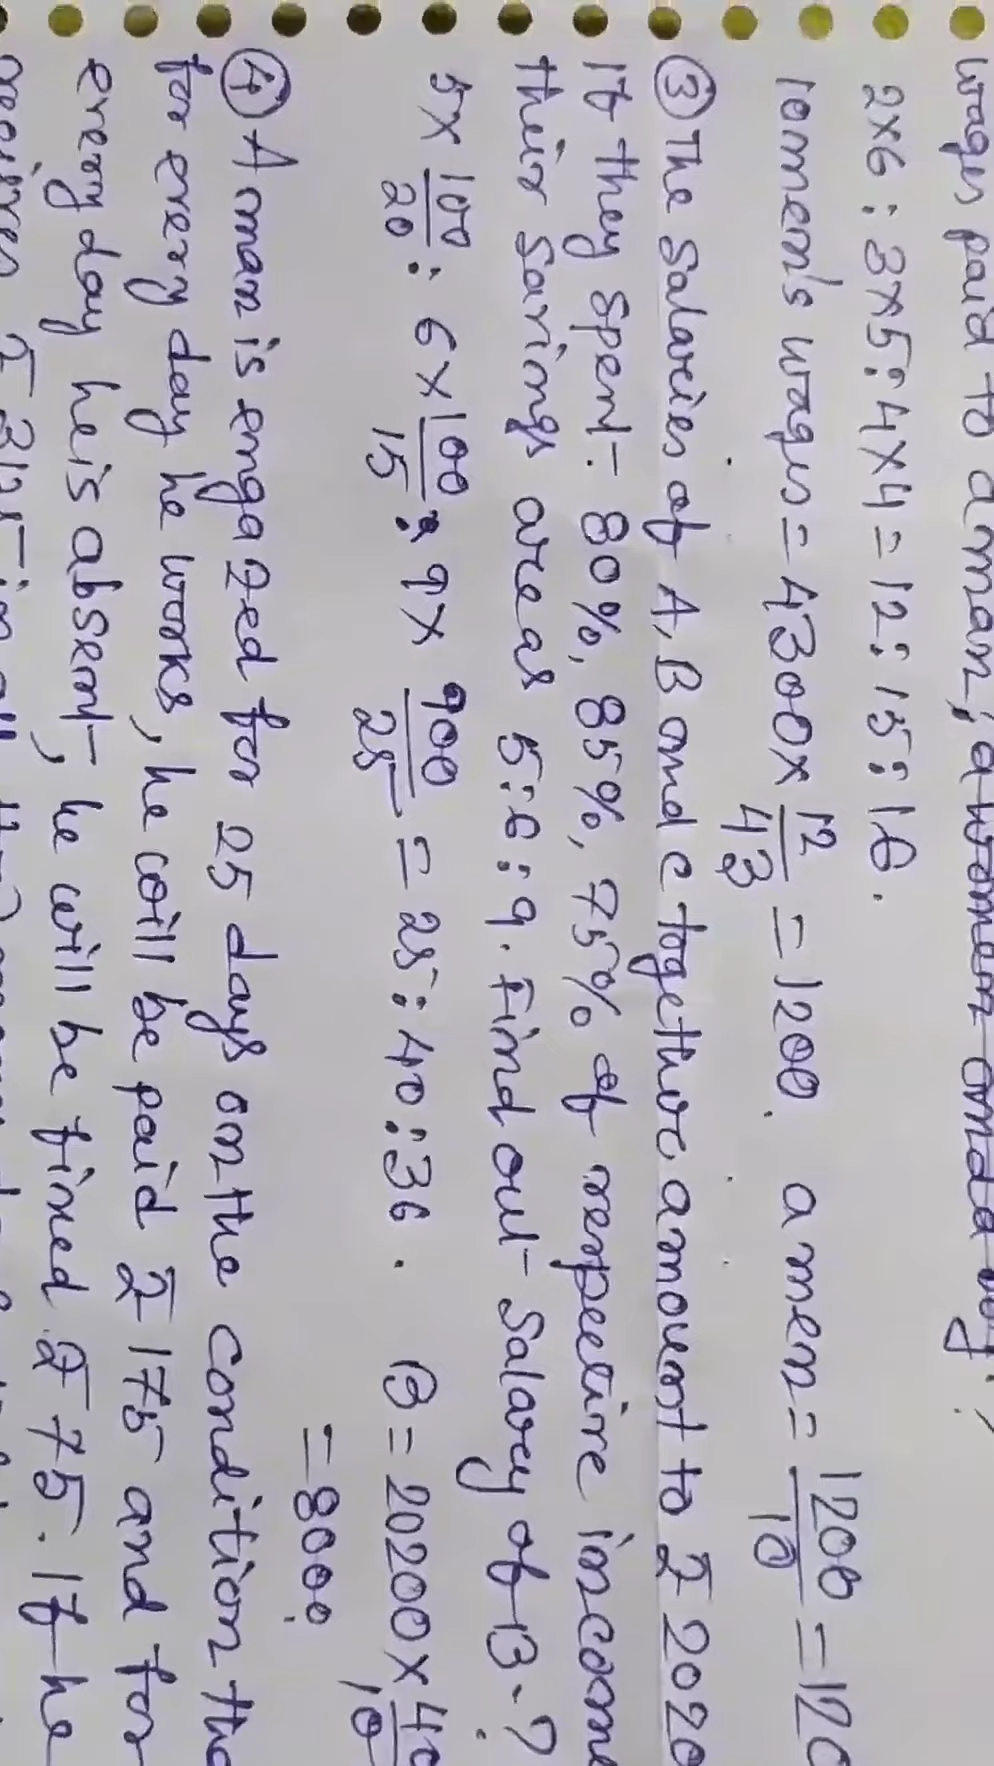 wages paid to a man, a women and a boy?
2×6 : 3×5 : 4×4 = 12 : 15 : 16.
10 men's wages = 4300 × 12/43 = 1200. a men = 1200/10 = 120
③ The salaries of A, B and C together amount to ₹ 2020
If they spent 80%, 85%, 75% of respective income
their savings are as 5:6:9. Find out salary of B-?
5 × 100/20 : 6 × 100/15 : 9 × 900/25 = 25 : 40 : 36. B = 20200 × 40/10
= 8000.
④ A man is engazed for 25 days on the condition tha
for every day he works, he will be paid ₹ 175 and for
every day he is absent, he will be fined ₹ 75. If he